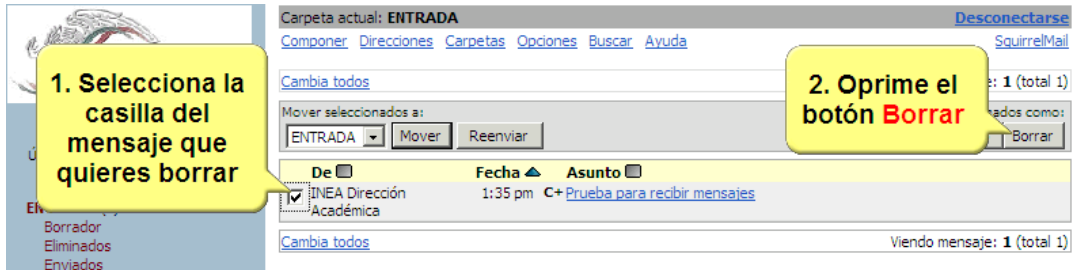 Carpeta actual: ENTRADA Desconectarse
Componer Direcciones Carpetas Opciones Buscar Ayuda SquirrelMail
1. Selecciona la
casilla del
mensaje que
quieres borrar
2. Oprime el
botón Borrar
Cambia todos : 1 (total 1)
Mover seleccionados a: como:
ENTRADA Mover Reenviar Borrar
De Fecha Asunto
INEA Dirección 1:35 pm C+ Prueba para recibir mensajes
Académica
Borrador
Eliminados
Enviados
Cambia todos Viendo mensaje: 1 (total 1)